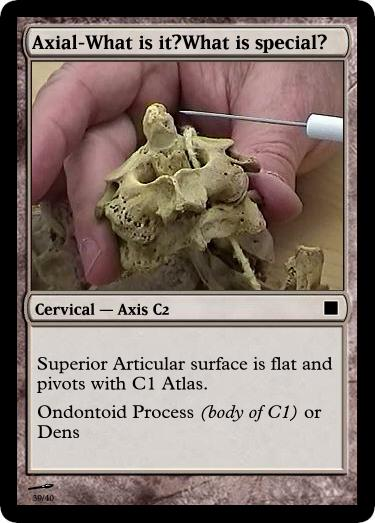 Axial-What is it?What is special?
Cervical — Axis C2
Superior Articular surface is flat and
pivots with C1 Atlas.
Ondontoid Process (body of C1) or
Dens
39/40